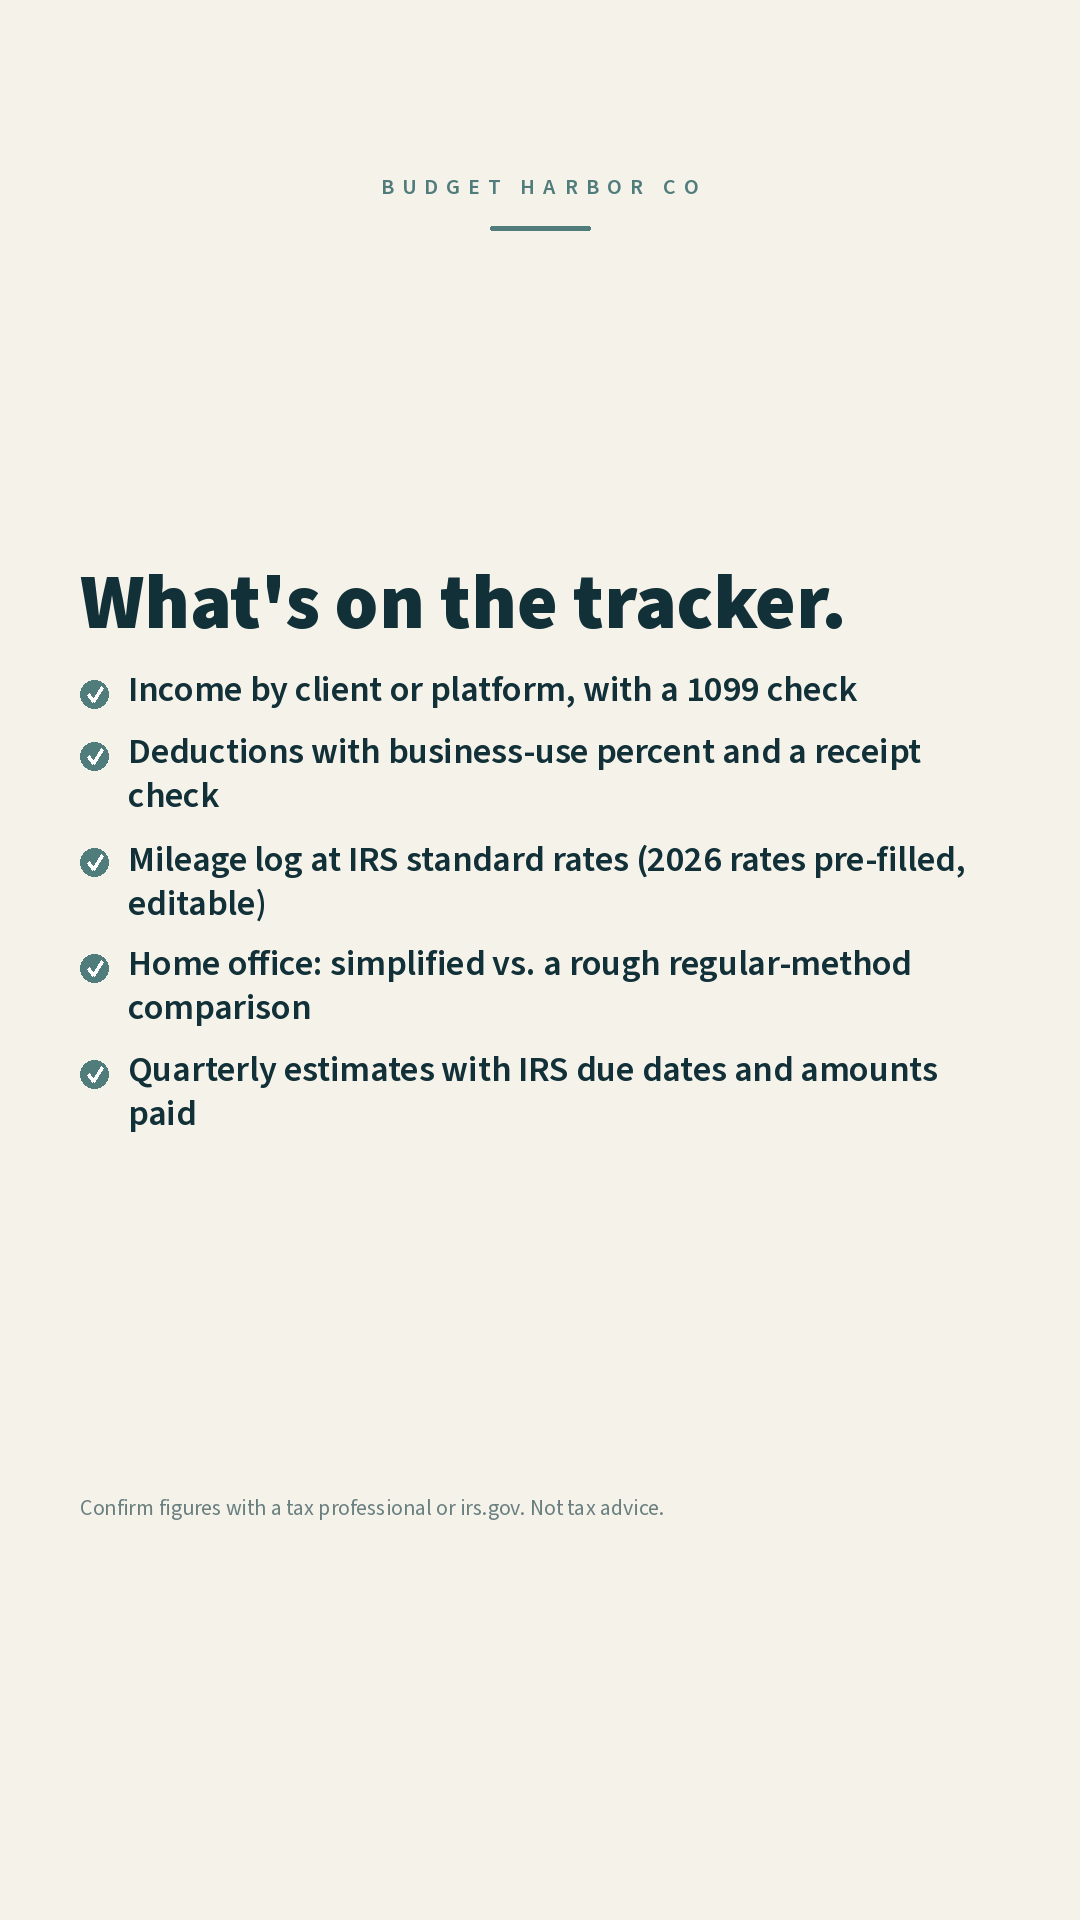 BUDGET HARBOR CO
What's on the tracker.
Income by client or platform, with a 1099 check
Deductions with business-use percent and a receipt
check
Mileage log at IRS standard rates (2026 rates pre-filled,
editable)
Home office: simplified vs. a rough regular-method
comparison
Quarterly estimates with IRS due dates and amounts
paid
Confirm figures with a tax professional or irs.gov. Not tax advice.